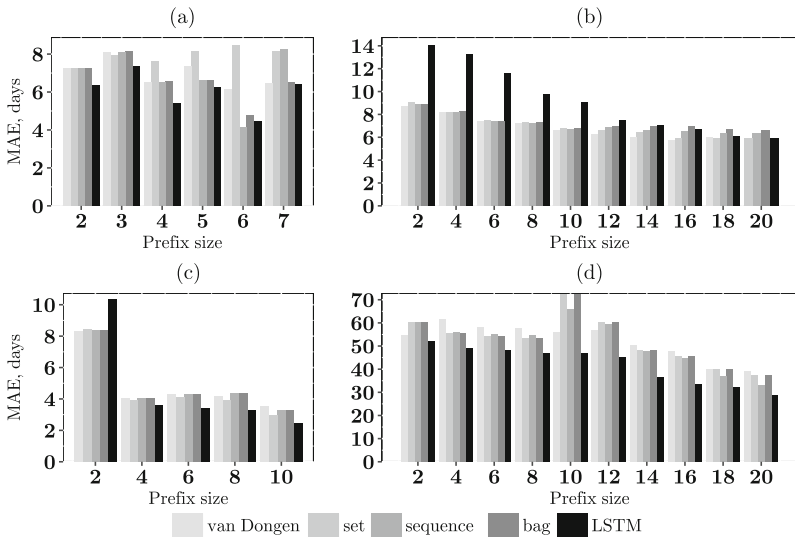 (a)
(b)
MAE, days
8
6
4
2
0
2 3 4 5 6 7
Prefix size
14
12
10
8
6
4
2
0
2 4 6 8 10 12 14 16 18 20
Prefix size
(c)
(d)
MAE, days
10
8
6
4
2
0
2 4 6 8 10
Prefix size
70
60
50
40
30
20
10
0
2 4 6 8 10 12 14 16 18 20
Prefix size
van Dongen set sequence bag LSTM